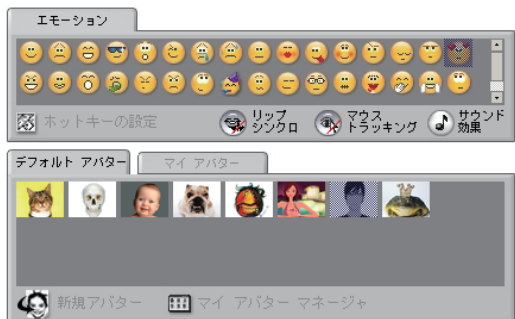 エモーション
ホットキーの設定
リップ
シンクロ
マウス
トラッキング
サウンド
効果
デフォルト アバター
マイ アバター
新規アバター
マイ アバター マネージャ